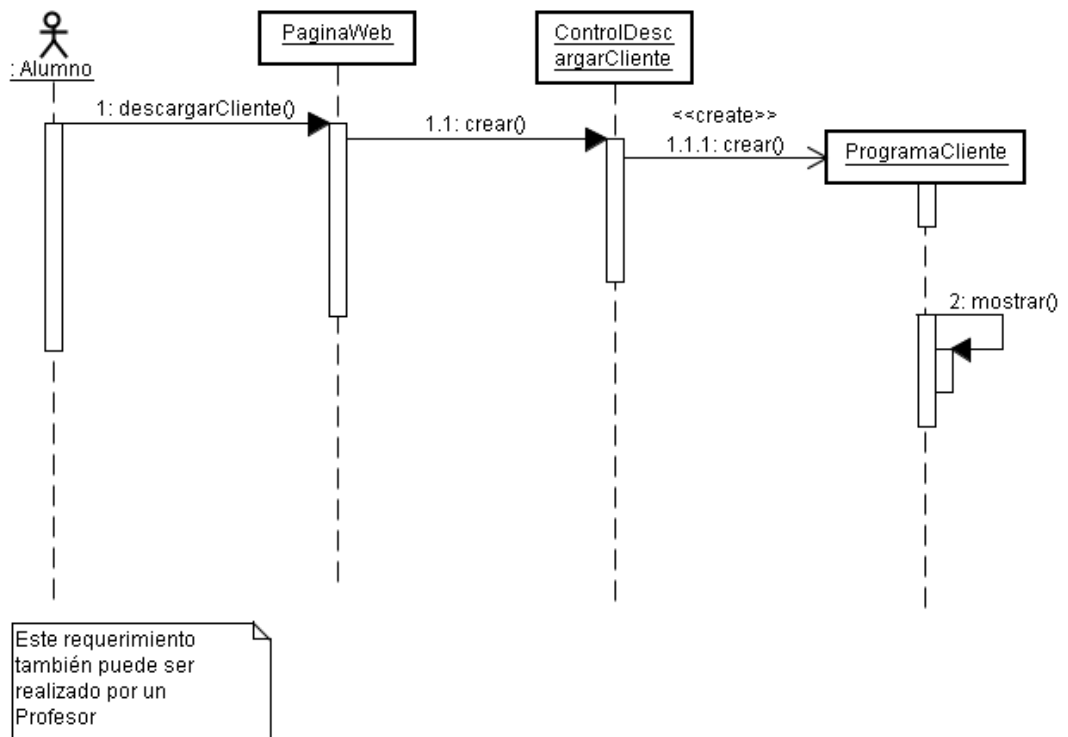 : Alumno
PaginaWeb
ControlDesc
argarCliente
1: descargarCliente()
1.1: crear()
<<create>>
1.1.1: crear()
ProgramaCliente
2: mostrar()
Este requerimiento
también puede ser
realizado por un
Profesor